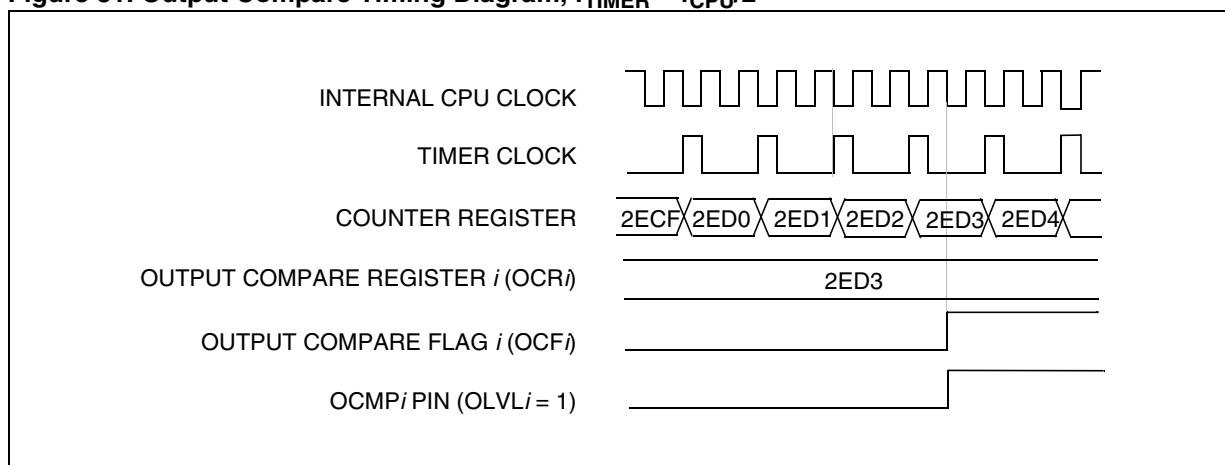 INTERNAL CPU CLOCK
TIMER CLOCK
COUNTER REGISTER 2ECF 2ED0 2ED1 2ED2 2ED3 2ED4
OUTPUT COMPARE REGISTER i (OCRi) 2ED3
OUTPUT COMPARE FLAG i (OCFi)
OCMPi PIN (OLVLi = 1)